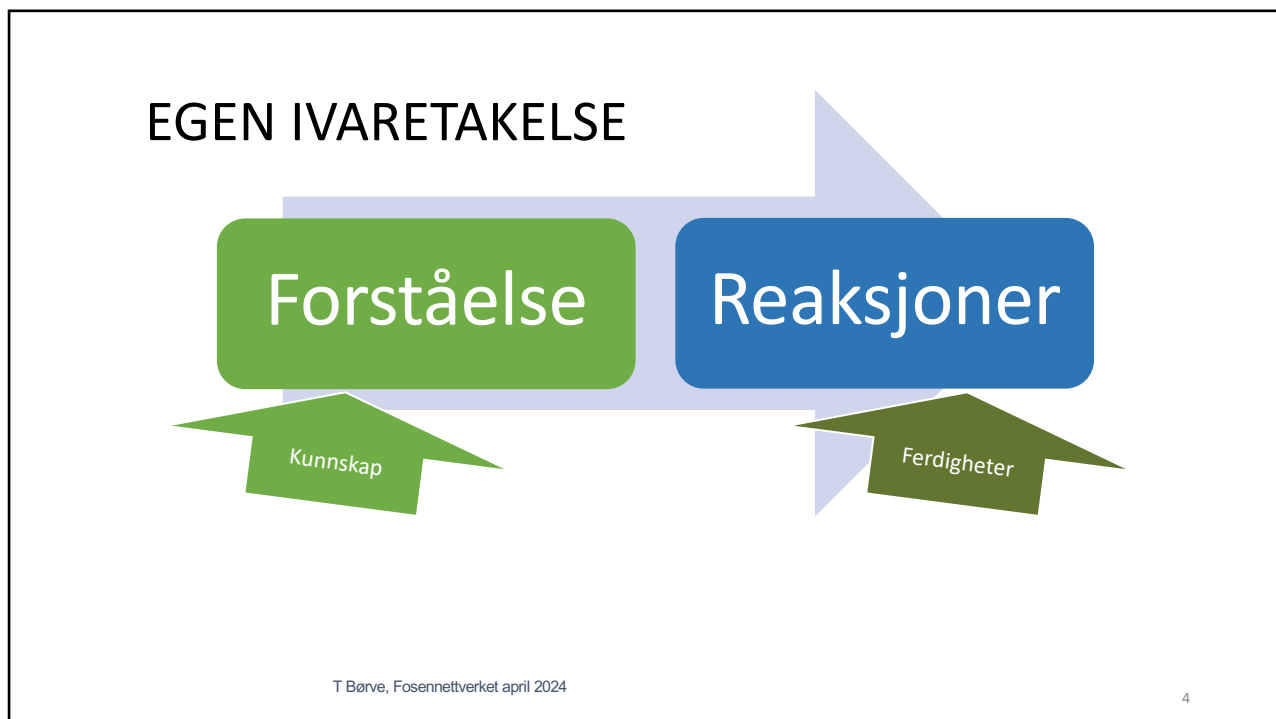 EGEN IVARETAKELSE
Forståelse
Reaksjoner
Kunnskap
Ferdigheter
T Børve, Fosennettverket april 2024
4